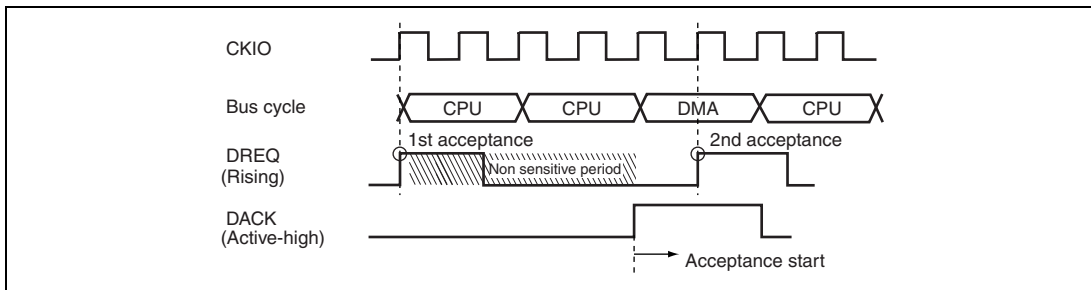 CKIO
Bus cycle
CPU CPU DMA CPU
1st acceptance 2nd acceptance
DREQ
(Rising)
Non sensitive period
DACK
(Active-high)
Acceptance start